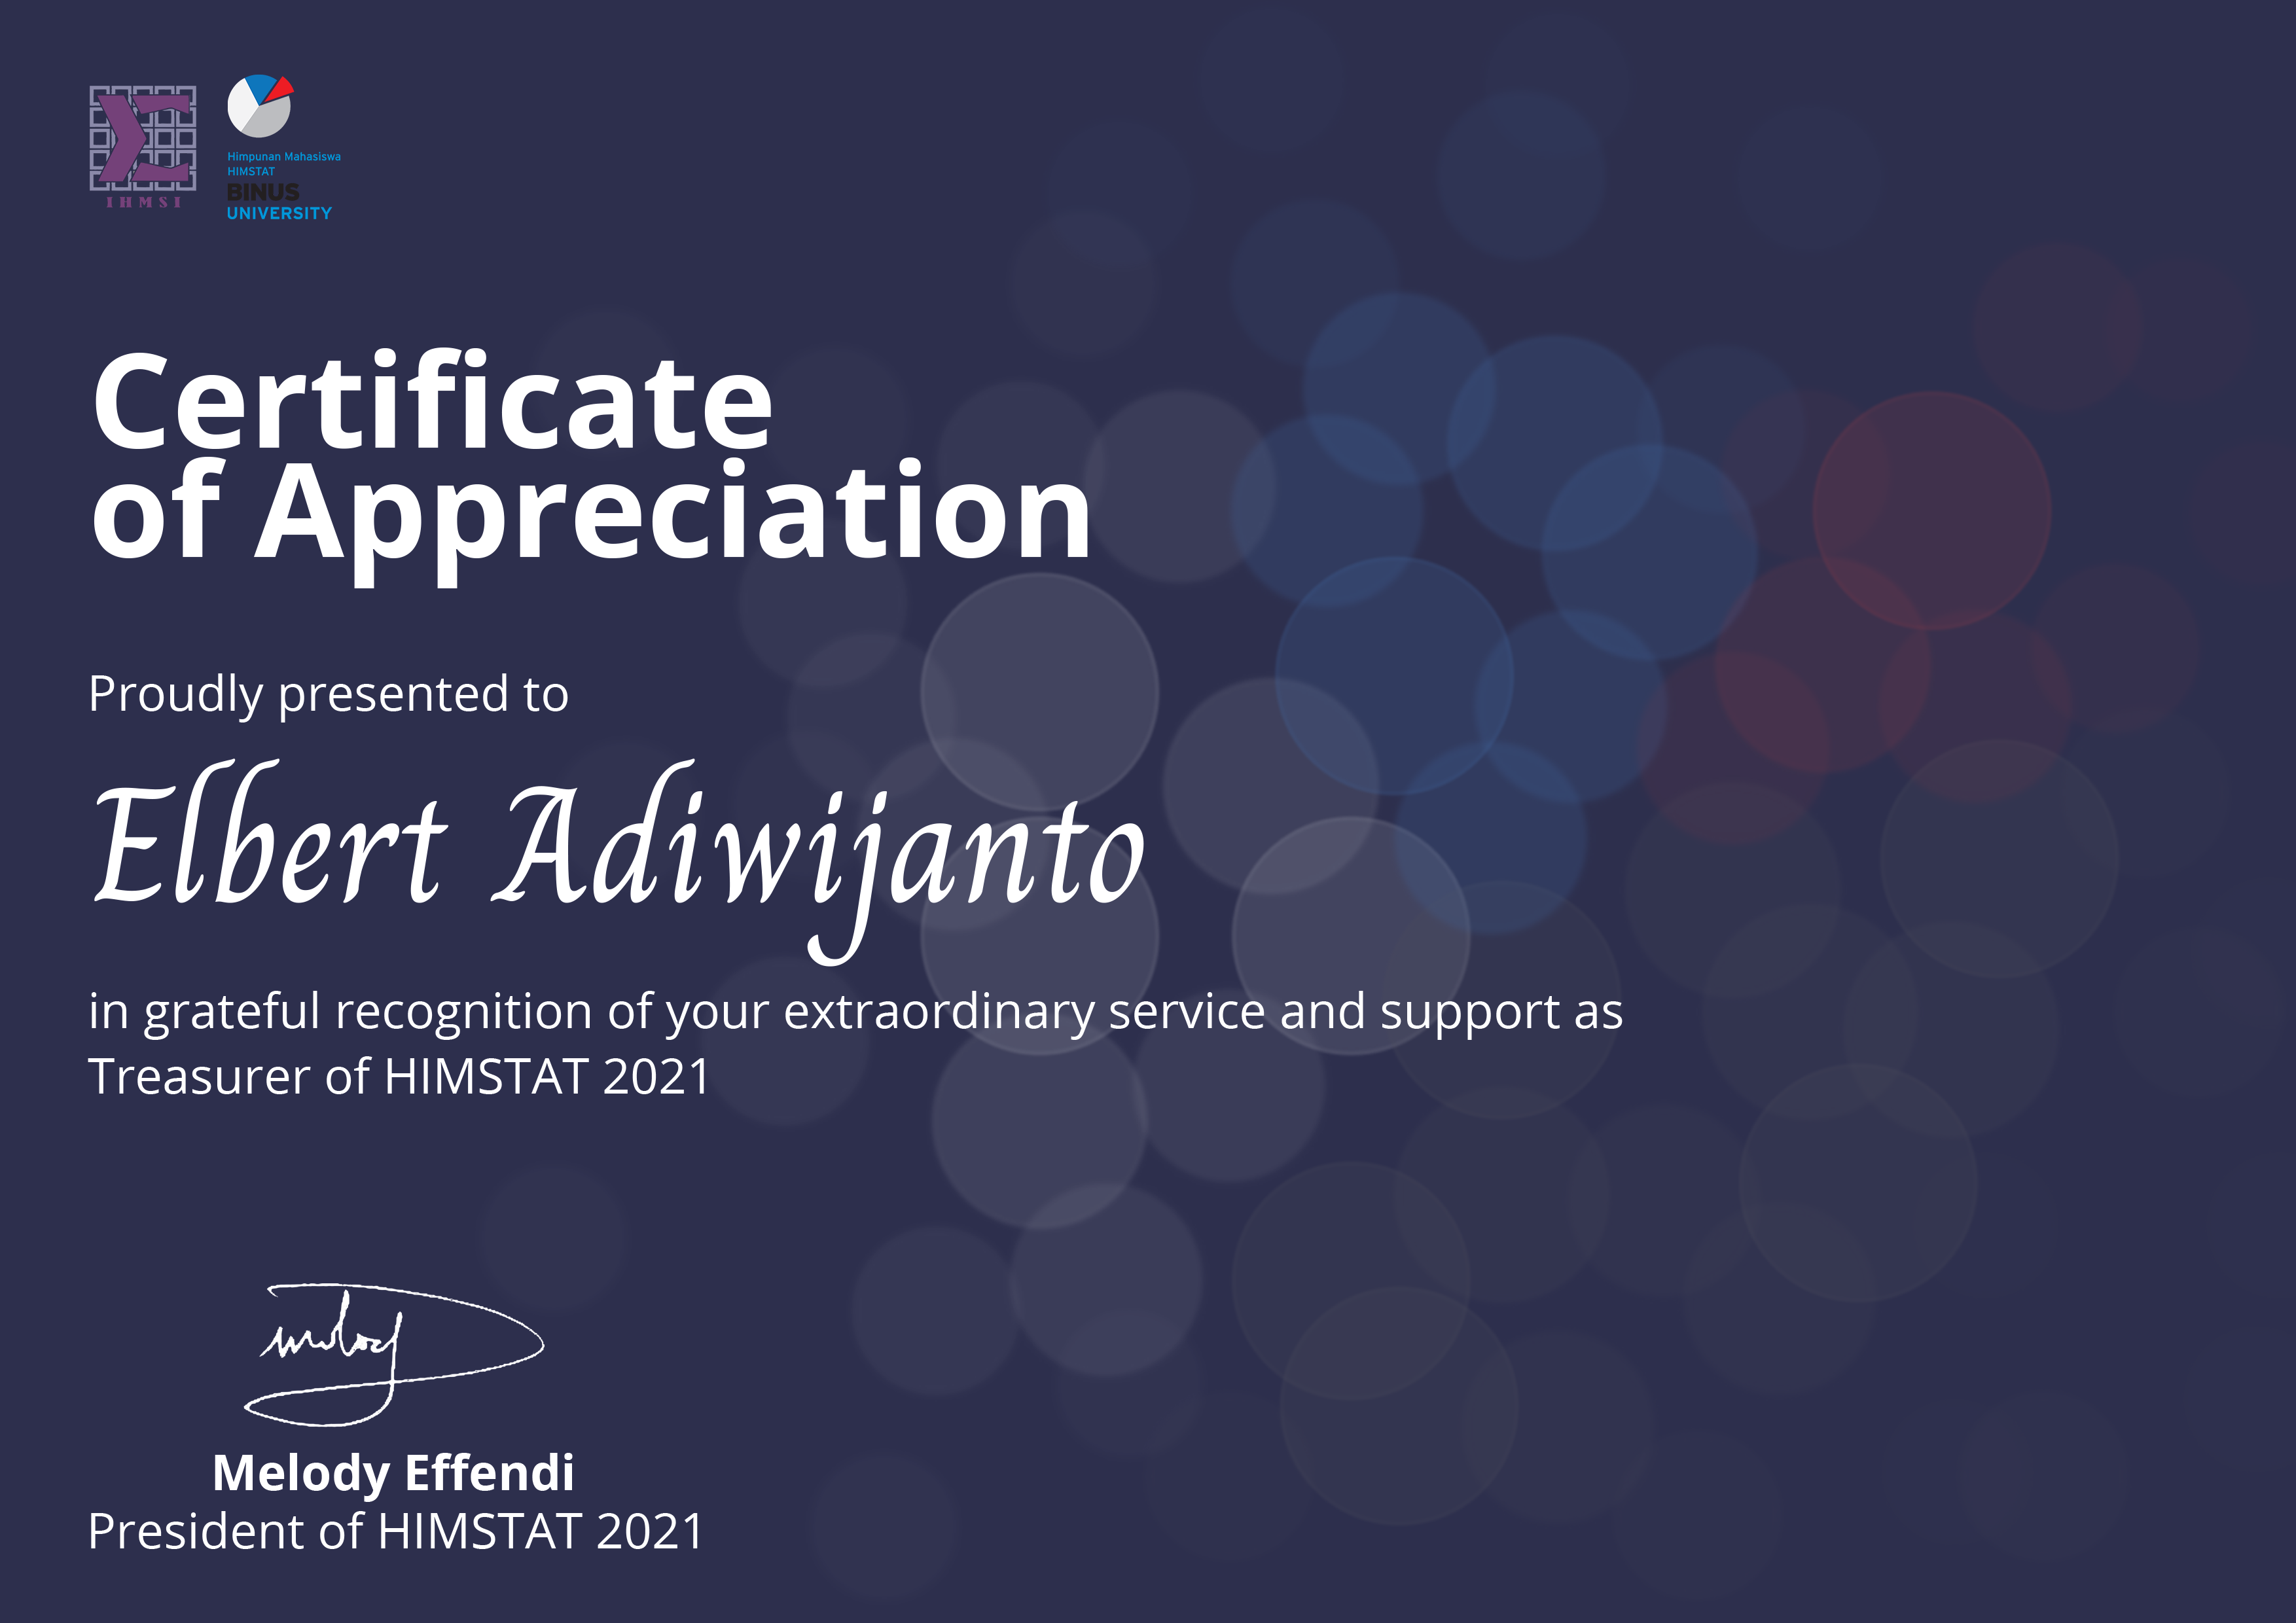 IHMSI
Himpunan Mahasiswa
HIMSTAT
BINUS
UNIVERSITY
Certificate
of Appreciation
Proudly presented to
Elbert Adiwijanto
in grateful recognition of your extraordinary service and support as
Treasurer of HIMSTAT 2021
melody
Melody Effendi
President of HIMSTAT 2021